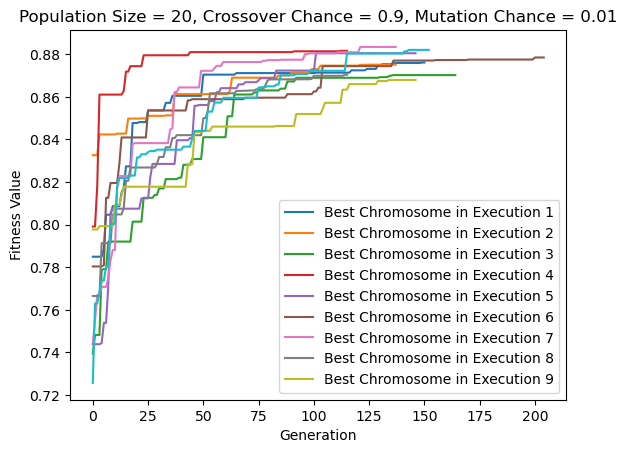 Population Size = 20, Crossover Chance = 0.9, Mutation Chance = 0.01
Fitness Value
0.88
0.86
0.84
0.82
0.80
0.78
0.76
0.74
0.72
Best Chromosome in Execution 1
Best Chromosome in Execution 2
Best Chromosome in Execution 3
Best Chromosome in Execution 4
Best Chromosome in Execution 5
Best Chromosome in Execution 6
Best Chromosome in Execution 7
Best Chromosome in Execution 8
Best Chromosome in Execution 9
0 25 50 75 100 125 150 175 200
Generation